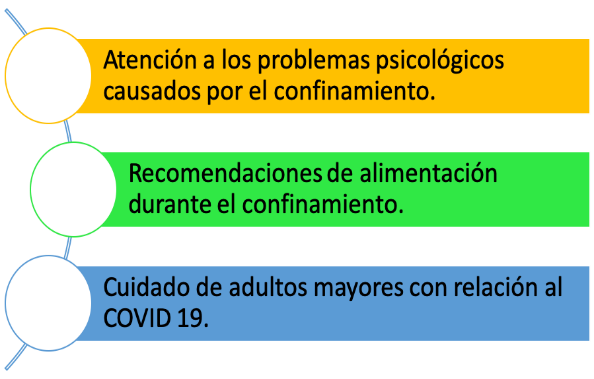 Atención a los problemas psicológicos
causados por el confinamiento.
Recomendaciones de alimentación
durante el confinamiento.
Cuidado de adultos mayores con relación al
COVID 19.